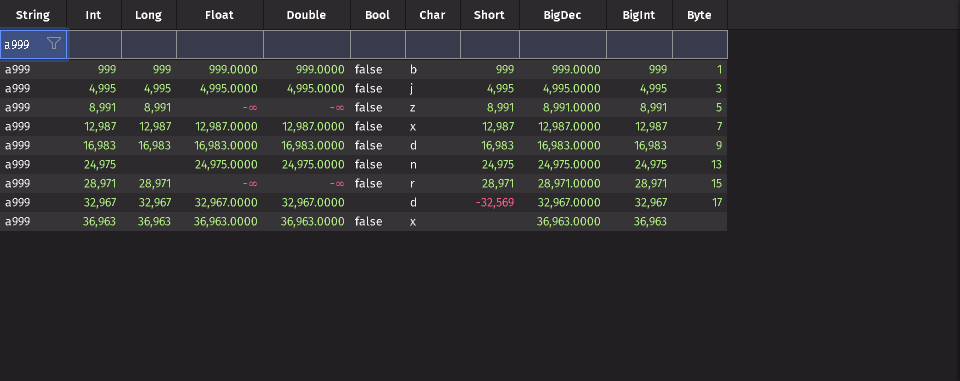 String Int Long Float Double Bool Char Short BigDec BigInt Byte
a999
a999 999 999 999.0000 999.0000 false b 999 999.0000 999 1
a999 4,995 4,995 4,995.0000 4,995.0000 false j 4,995 4,995.0000 4,995 3
a999 8,991 8,991 -∞ -∞ false z 8,991 8,991.0000 8,991 5
a999 12,987 12,987 12,987.0000 12,987.0000 false x 12,987 12,987.0000 12,987 7
a999 16,983 16,983 16,983.0000 16,983.0000 false d 16,983 16,983.0000 16,983 9
a999 24,975 24,975.0000 24,975.0000 false n 24,975 24,975.0000 24,975 13
a999 28,971 28,971 -∞ -∞ false r 28,971 28,971.0000 28,971 15
a999 32,967 32,967 32,967.0000 32,967.0000 d -32,569 32,967.0000 32,967 17
a999 36,963 36,963 36,963.0000 36,963.0000 false x 36,963.0000 36,963